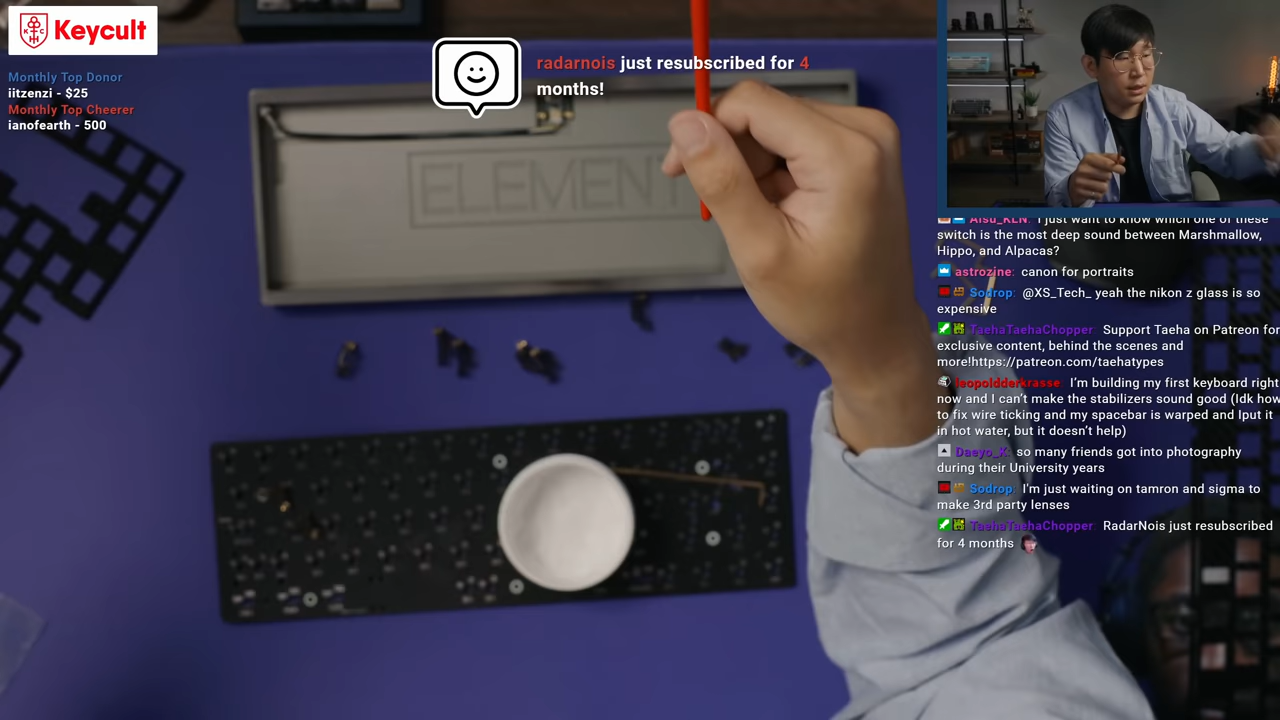 Keycult
Monthly Top Donor
iitzenzi - $25
Monthly Top Cheerer
ianofearth - 500
radarnois just resubscribed for 4
months!
ELEMENT
Aisu_KLN: I just want to know which one of these
switch is the most deep sound between Marshmallow,
Hippo, and Alpacas?
astrozine: canon for portraits
Sodrop: @XS_Tech_ yeah the nikon z glass is so
expensive
TaehaTaehaChopper: Support Taeha on Patreon for
exclusive content, behind the scenes and
more!https://patreon.com/taehatypes
leopoldderkrasse: I’m building my first keyboard right
now and I can’t make the stabilizers sound good (Idk how
to fix wire ticking and my spacebar is warped and Iput it
in hot water, but it doesn’t help)
Daeyo_K: so many friends got into photography
during their University years
Sodrop: I'm just waiting on tamron and sigma to
make 3rd party lenses
TaehaTaehaChopper: RadarNois just resubscribed
for 4 months